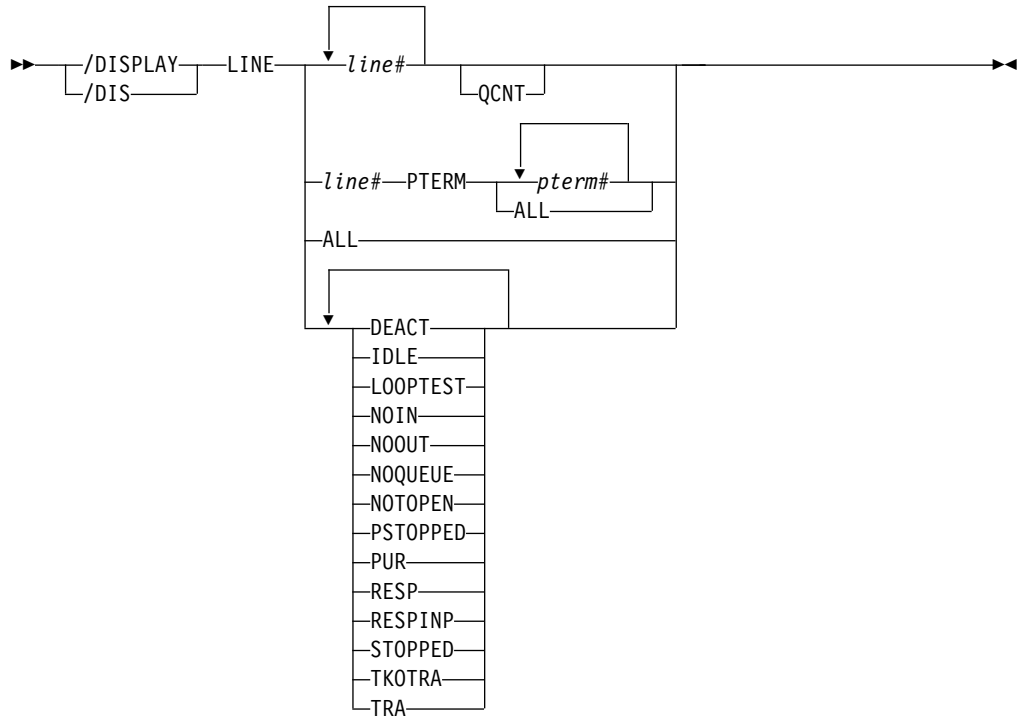 /DISPLAY LINE line#
/DIS QCNT
line# PTERM pterm#
ALL
ALL
DEACT
IDLE
LOOPTEST
NOIN
NOOUT
NOQUEUE
NOTOPEN
PSTOPPED
PUR
RESP
RESPINP
STOPPED
TKOTRA
TRA